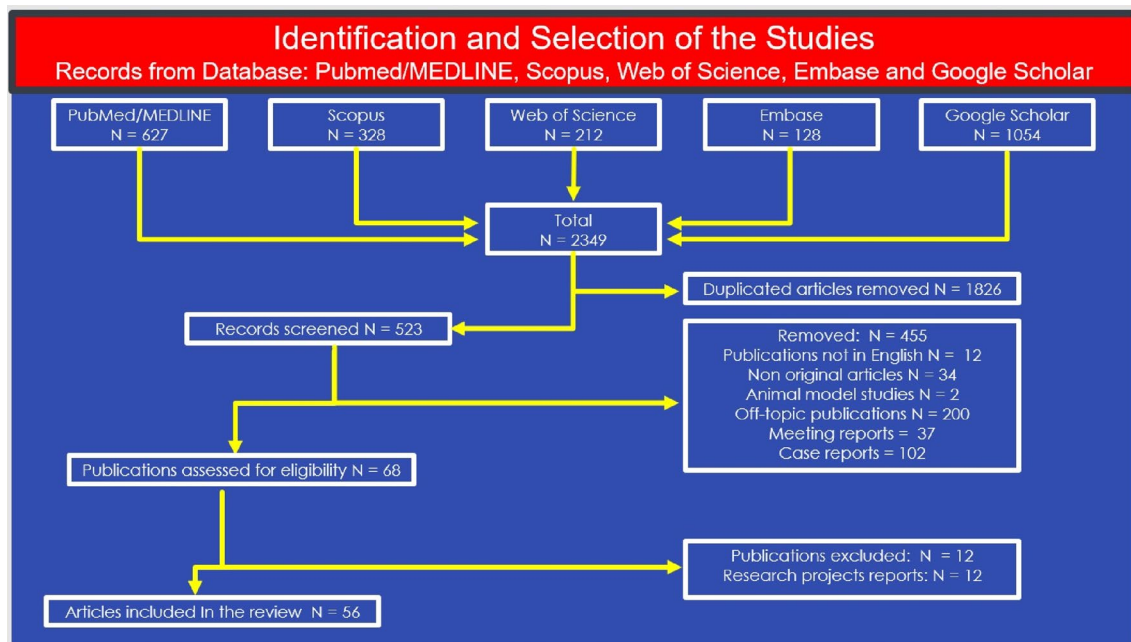 Identification and Selection of the Studies
Records from Database: Pubmed/MEDLINE, Scopus, Web of Science, Embase and Google Scholar
PubMed/MEDLINE
N = 627
Scopus
N = 328
Web of Science
N = 212
Embase
N = 128
Google Scholar
N = 1054
Total
N = 2349
Duplicated articles removed N = 1826
Records screened N = 523
Removed: N = 455
Publications not in English N = 12
Non original articles N = 34
Animal model studies N = 2
Off-topic publications N = 200
Meeting reports = 37
Case reports = 102
Publications assessed for eligibility N = 68
Publications excluded: N = 12
Research projects reports: N = 12
Articles included In the review N = 56